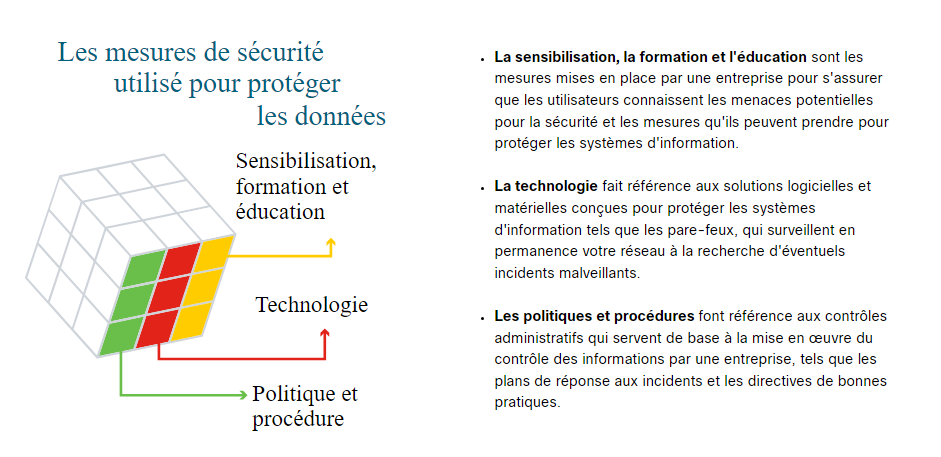 Les mesures de sécurité
utilisé pour protéger
les données
Sensibilisation,
formation et
éducation
Technologie
Politique et
procédure
• La sensibilisation, la formation et l'éducation sont les
mesures mises en place par une entreprise pour s'assurer
que les utilisateurs connaissent les menaces potentielles
pour la sécurité et les mesures qu'ils peuvent prendre pour
protéger les systèmes d'information.
• La technologie fait référence aux solutions logicielles et
matérielles conçues pour protéger les systèmes
d'information tels que les pare-feux, qui surveillent en
permanence votre réseau à la recherche d'éventuels
incidents malveillants.
• Les politiques et procédures font référence aux contrôles
administratifs qui servent de base à la mise en œuvre du
contrôle des informations par une entreprise, tels que les
plans de réponse aux incidents et les directives de bonnes
pratiques.